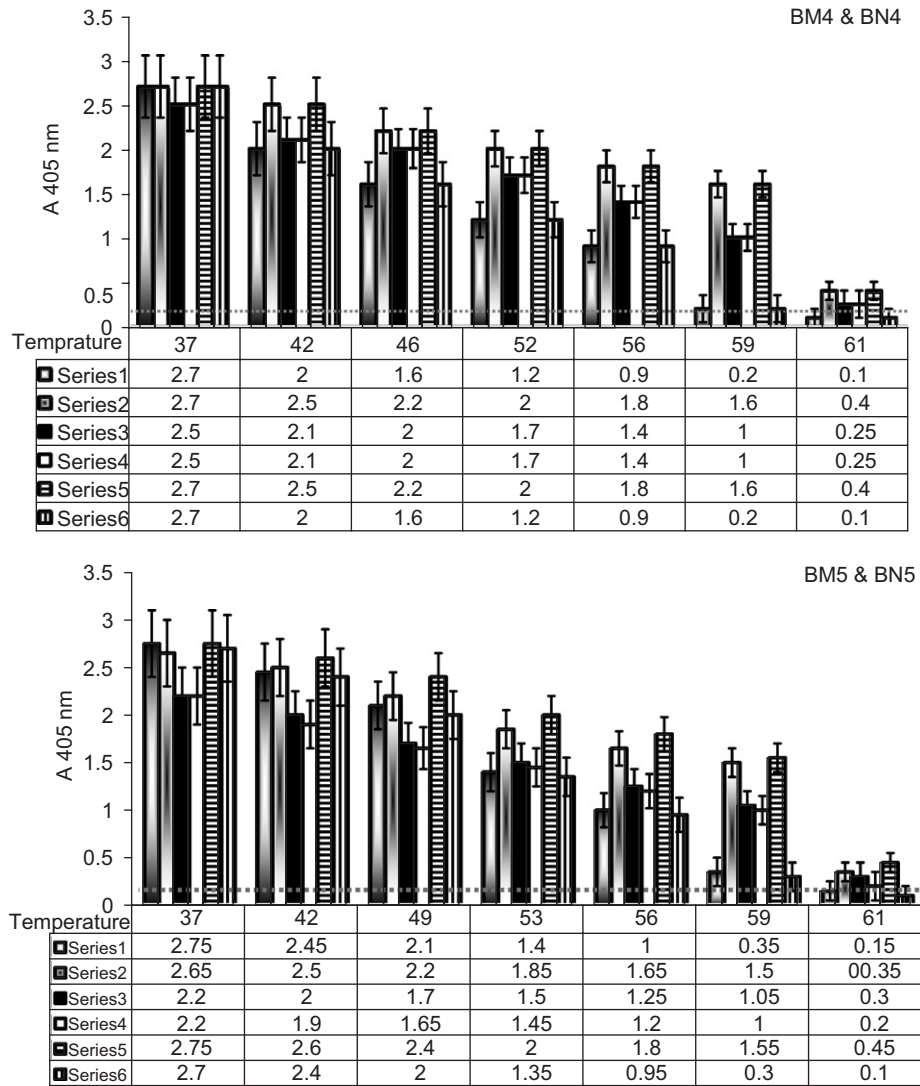 BM4 & BN4
3.5
3
2.5
2
1.5
1
0.5
0
A 405 nm
Temprature 37 42 46 52 56 59 61
Series1 2.7 2 1.6 1.2 0.9 0.2 0.1
Series2 2.7 2.5 2.2 2 1.8 1.6 0.4
Series3 2.5 2.1 2 1.7 1.4 1 0.25
Series4 2.5 2.1 2 1.7 1.4 1 0.25
Series5 2.7 2.5 2.2 2 1.8 1.6 0.4
Series6 2.7 2 1.6 1.2 0.9 0.2 0.1
BM5 & BN5
3.5
3
2.5
2
1.5
1
0.5
0
A 405 nm
Temperature 37 42 49 53 56 59 61
Series1 2.75 2.45 2.1 1.4 1 0.35 0.15
Series2 2.65 2.5 2.2 1.85 1.65 1.5 00.35
Series3 2.2 2 1.7 1.5 1.25 1.05 0.3
Series4 2.2 1.9 1.65 1.45 1.2 1 0.2
Series5 2.75 2.6 2.4 2 1.8 1.55 0.45
Series6 2.7 2.4 2 1.35 0.95 0.3 0.1